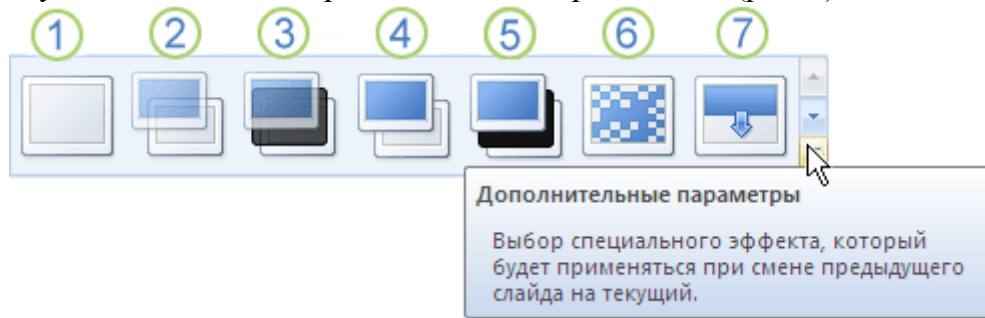 1 2 3 4 5 6 7
Дополнительные параметры
Выбор специального эффекта, который
будет применяться при смене предыдущего
слайда на текущий.